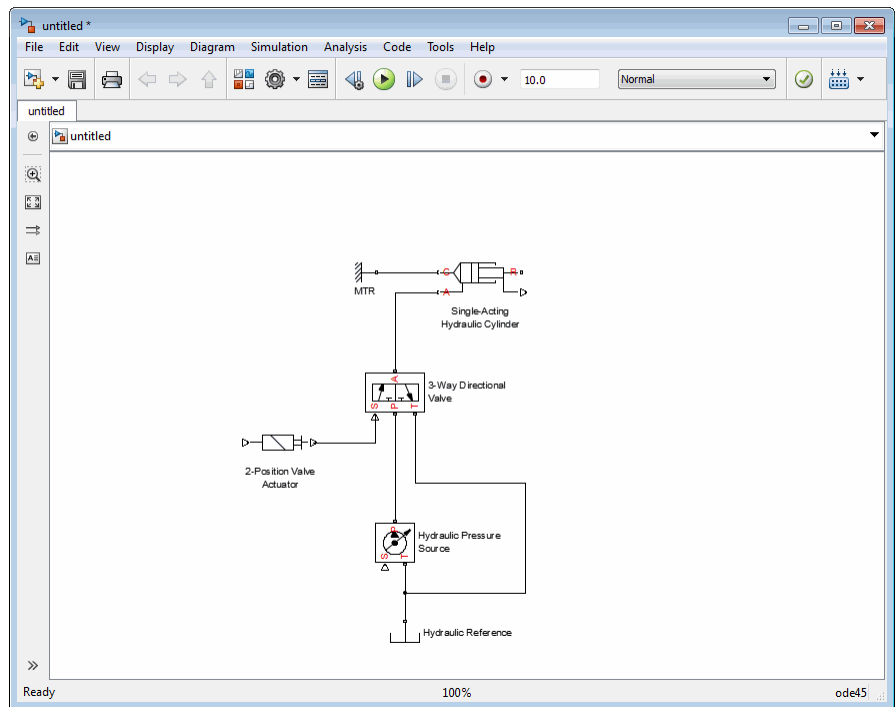 untitled *
File Edit View Display Diagram Simulation Analysis Code Tools Help
10.0 Normal
untitled
untitled
C R
MTR
A
Single-Acting
Hydraulic Cylinder
A
3-Way Directional
Valve
S P T
2-Position Valve
Actuator
P
Hydraulic Pressure
Source
S T
Hydraulic Reference
Ready 100% ode45